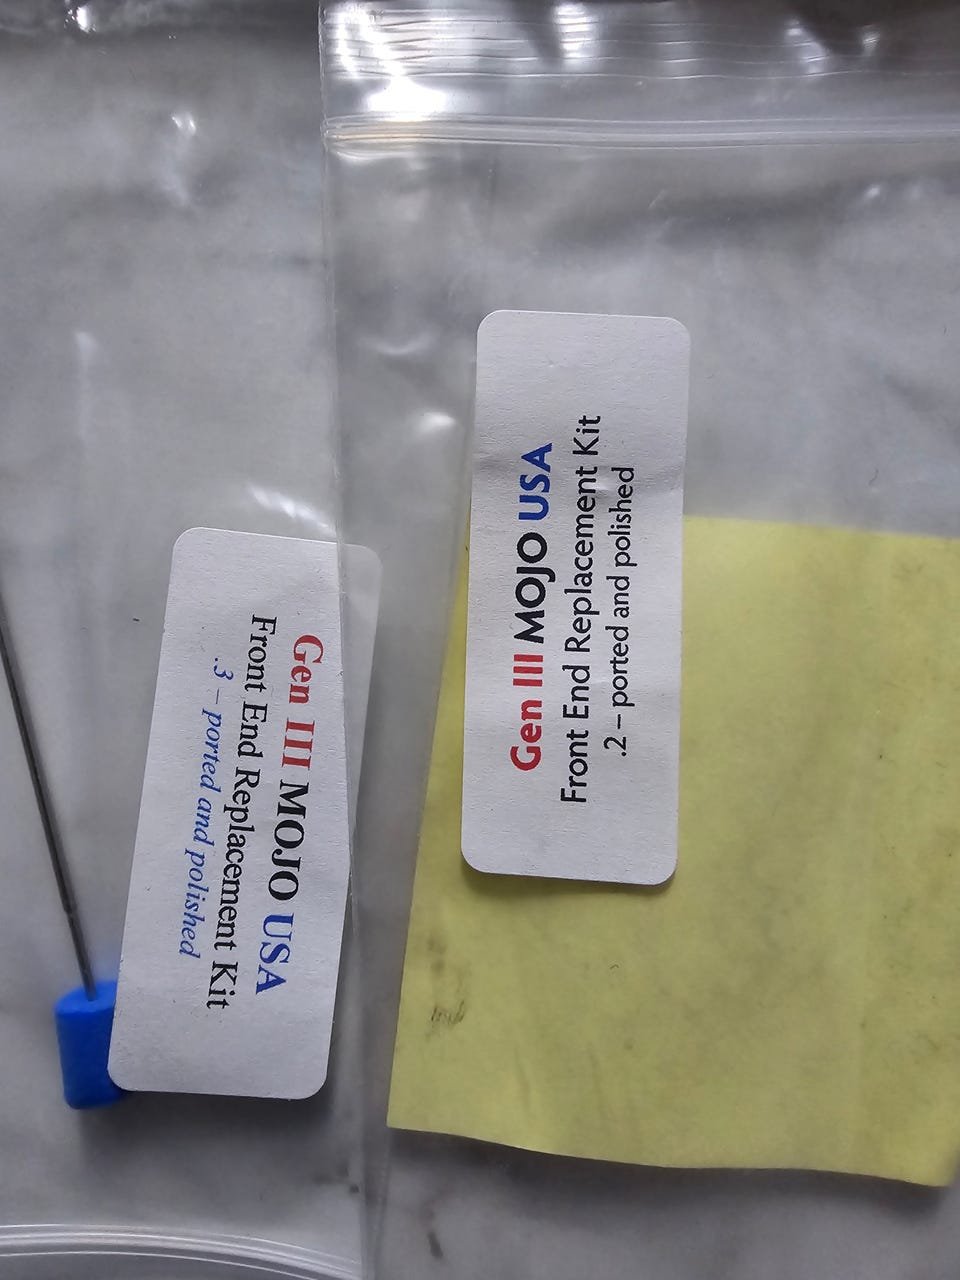 Gen III MOJO USA
Front End Replacement Kit
.3 – ported and polished
Gen III MOJO USA
Front End Replacement Kit
.2 – ported and polished